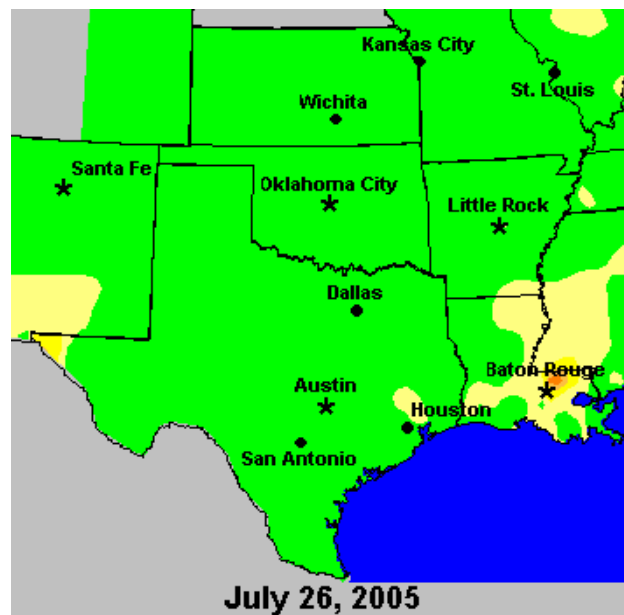 Kansas City
St. Louis
Wichita
Santa Fe
Oklahoma City
Little Rock
Dallas
Baton Rouge
Austin
Houston
San Antonio
July 26, 2005